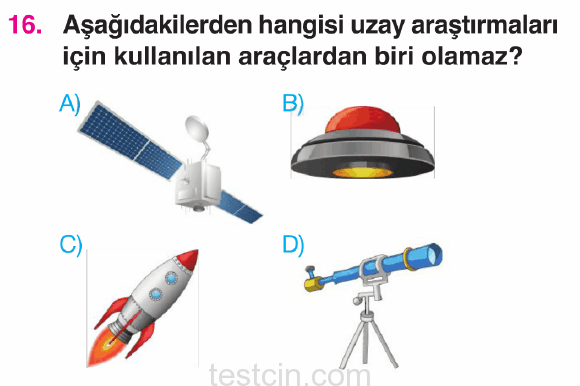 16. Aşağıdakilerden hangisi uzay araştırmaları
için kullanılan araçlardan biri olamaz?
A)
B)
C)
D)
testcin.com